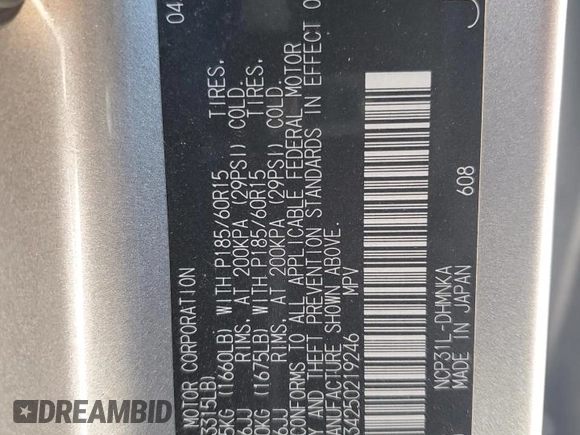 04
MOTOR CORPORATION
3315LB)
5KG (1660LB) WITH P185/60R15 TIRES,
6JJ RIMS, AT 200KPA (29PSI) COLD.
0KG (1675LB) WITH P185/60R15 TIRES,
6JJ RIMS, AT 200KPA (29PSI) COLD.
CONFORMS TO ALL APPLICABLE FEDERAL MOTOR
Y AND THEFT PREVENTION STANDARDS IN EFFECT O
ANUFACTURE SHOWN ABOVE.
34250219246 MPV
608
NCP31L-DHMNKA
MADE IN JAPAN
DREAMBID